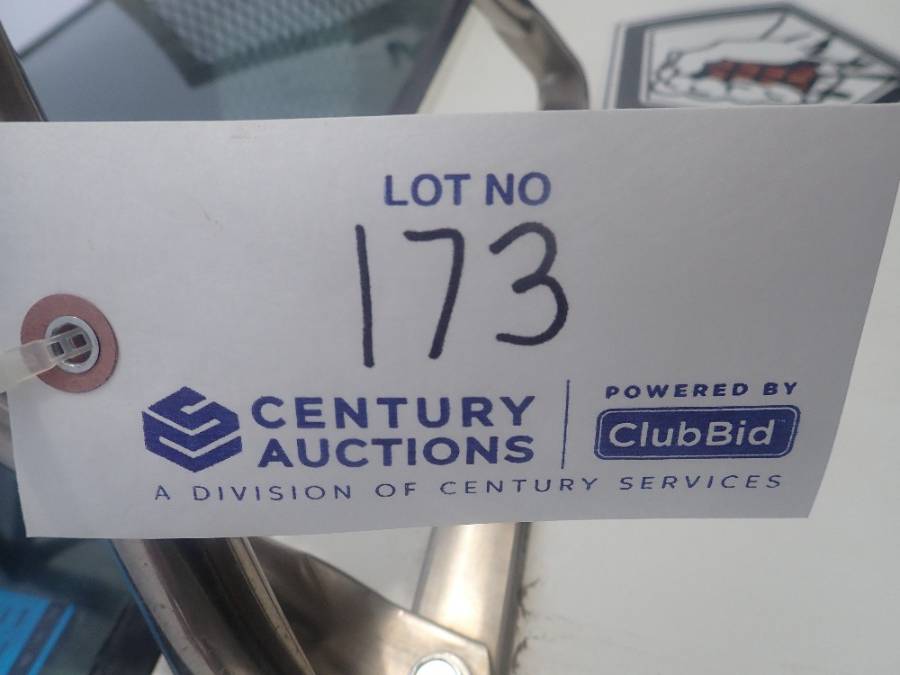 LOT NO
173
CENTURY
AUCTIONS
POWERED BY
ClubBid
A DIVISION OF CENTURY SERVICES